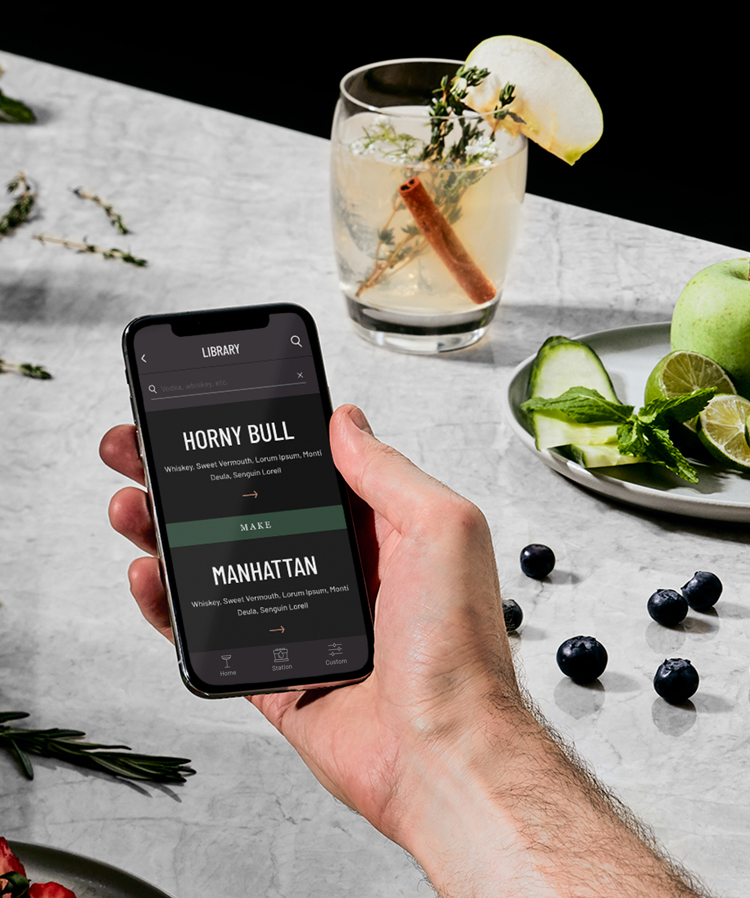 LIBRARY
Vodka, whiskey, etc.
HORNY BULL
Whiskey, Sweet Vermouth, Lorum Ipsum, Monti
Deula, Senguin Lorell
MAKE
MANHATTAN
Whiskey, Sweet Vermouth, Lorum Ipsum, Monti
Deula, Senguin Lorell
Home
Station
Custom